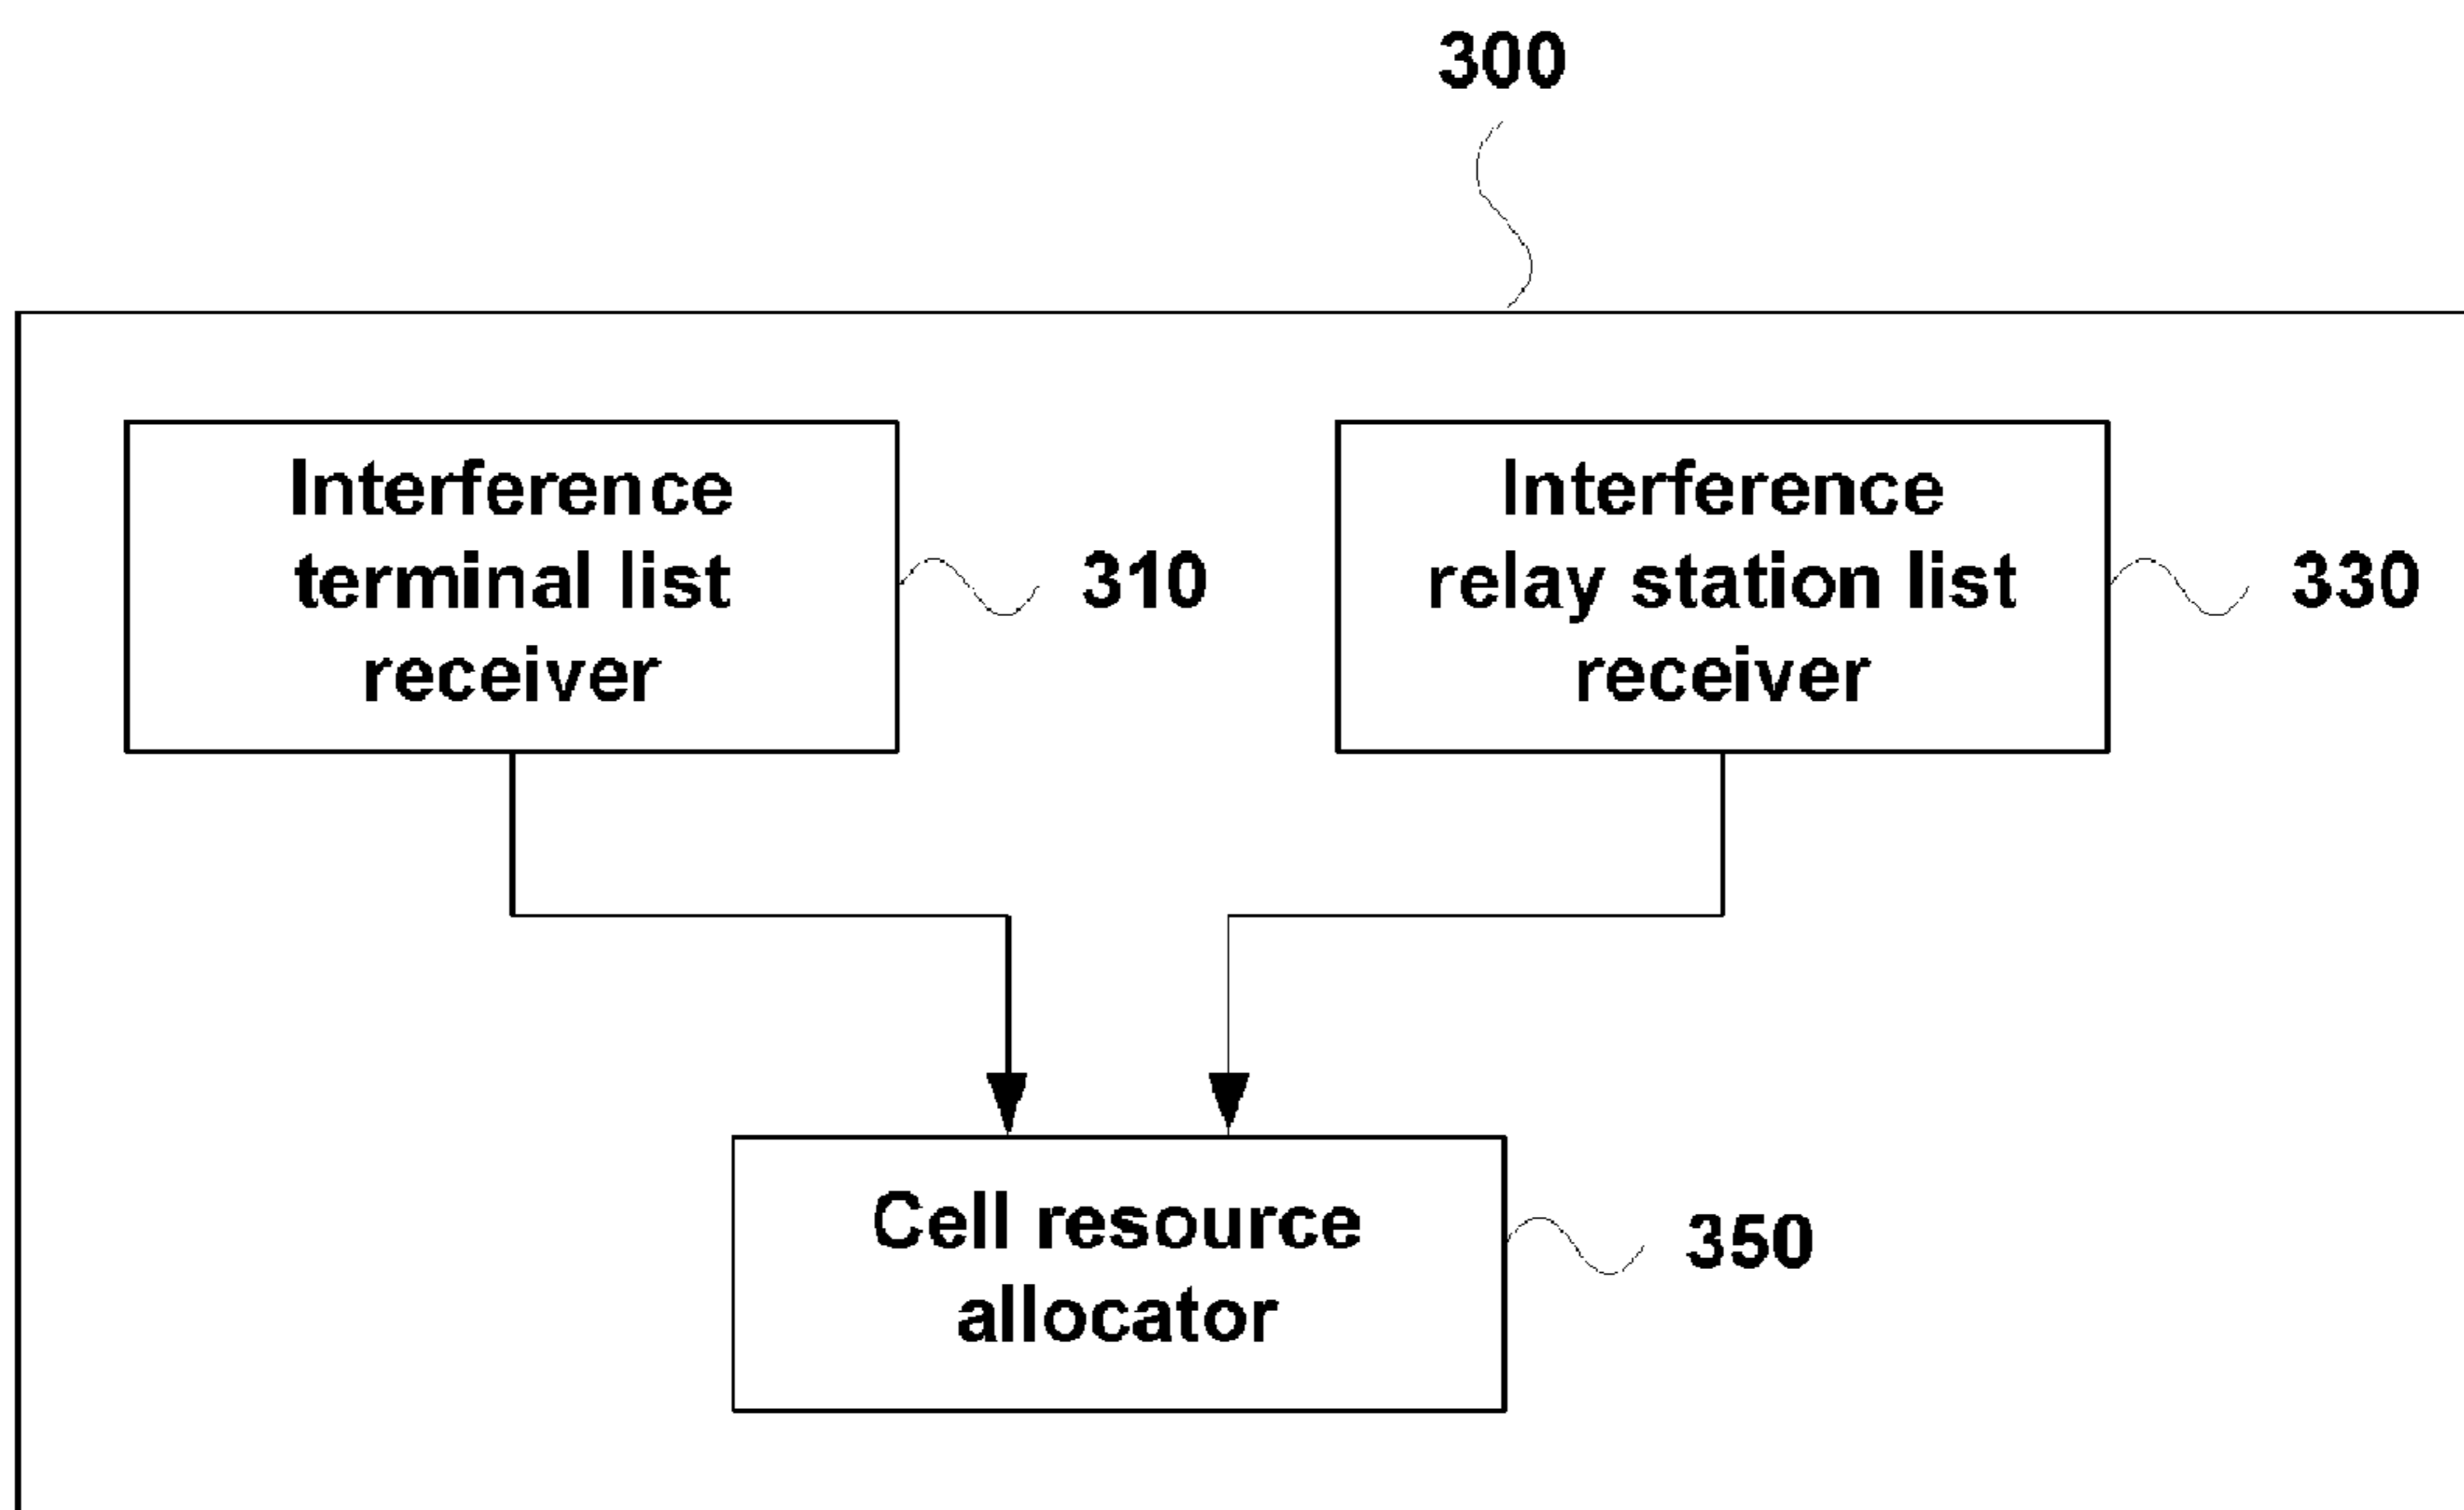 300
Interference
terminal list
receiver
310
Interference
relay station list
receiver
330
Cell resource
allocator
350